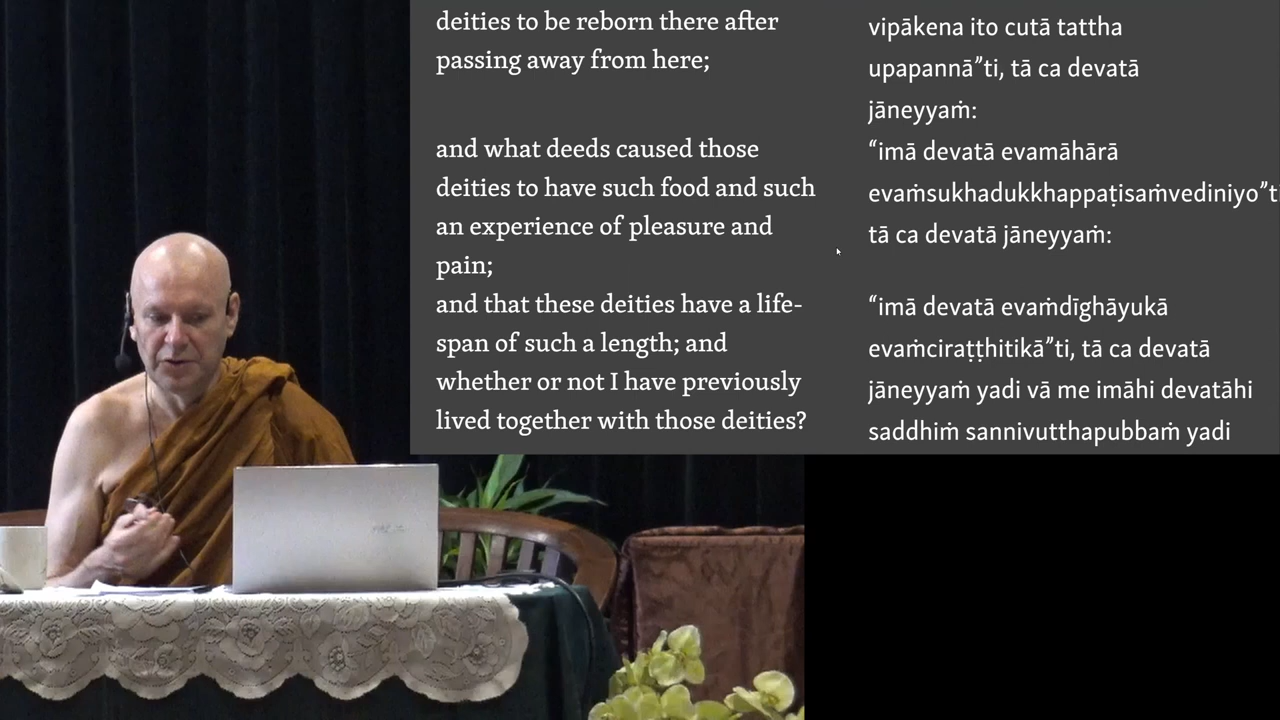 deities to be reborn there after
passing away from here;
and what deeds caused those
deities to have such food and such
an experience of pleasure and
pain;
and that these deities have a life-
span of such a length; and
whether or not I have previously
lived together with those deities?
vipākena ito cutā tattha
upapannā”ti, tā ca devatā
jāneyyaṁ:
“imā devatā evamāhārā
evaṁsukhadukkhappaṭisaṁvediniyo”ti
tā ca devatā jāneyyaṁ:
“imā devatā evaṁdīghāyukā
evaṁciraṭṭhitikā”ti, tā ca devatā
jāneyyaṁ yadi vā me imāhi devatāhi
saddhiṁ sannivutthapubbaṁ yadi